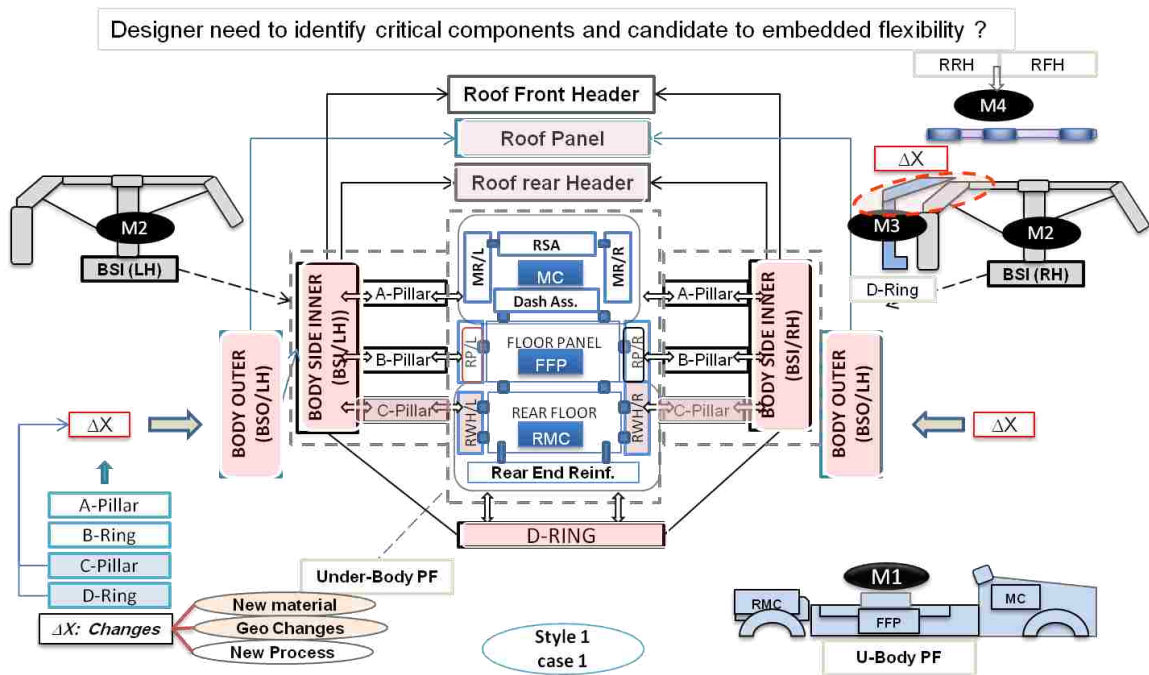 Designer need to identify critical components and candidate to embedded flexibility ?
RRH
RFH
M4
Roof Front Header
Roof Panel
Roof rear Header
ΔX
M2
BSI (LH)
M3
M2
BSI (RH)
D-Ring
MR/L
RSA
MC
MR/R
Dash Ass.
A-Pillar
A-Pillar
BODY SIDE INNER
(BSI/LH))
BODY SIDE INNER
(BSI/RH)
RP/L
FLOOR PANEL
FFP
RP/R
B-Pillar
B-Pillar
RWH/L
REAR FLOOR
RMC
RWH/R
C-Pillar
C-Pillar
Rear End Reinf.
BODY OUTER
(BSO/LH)
BODY OUTER
(BSO/LH)
ΔX
ΔX
A-Pillar
B-Ring
C-Pillar
D-Ring
D-RING
Under-Body PF
ΔX: Changes
New material
Geo Changes
New Process
Style 1
case 1
M1
RMC
FFP
MC
U-Body PF